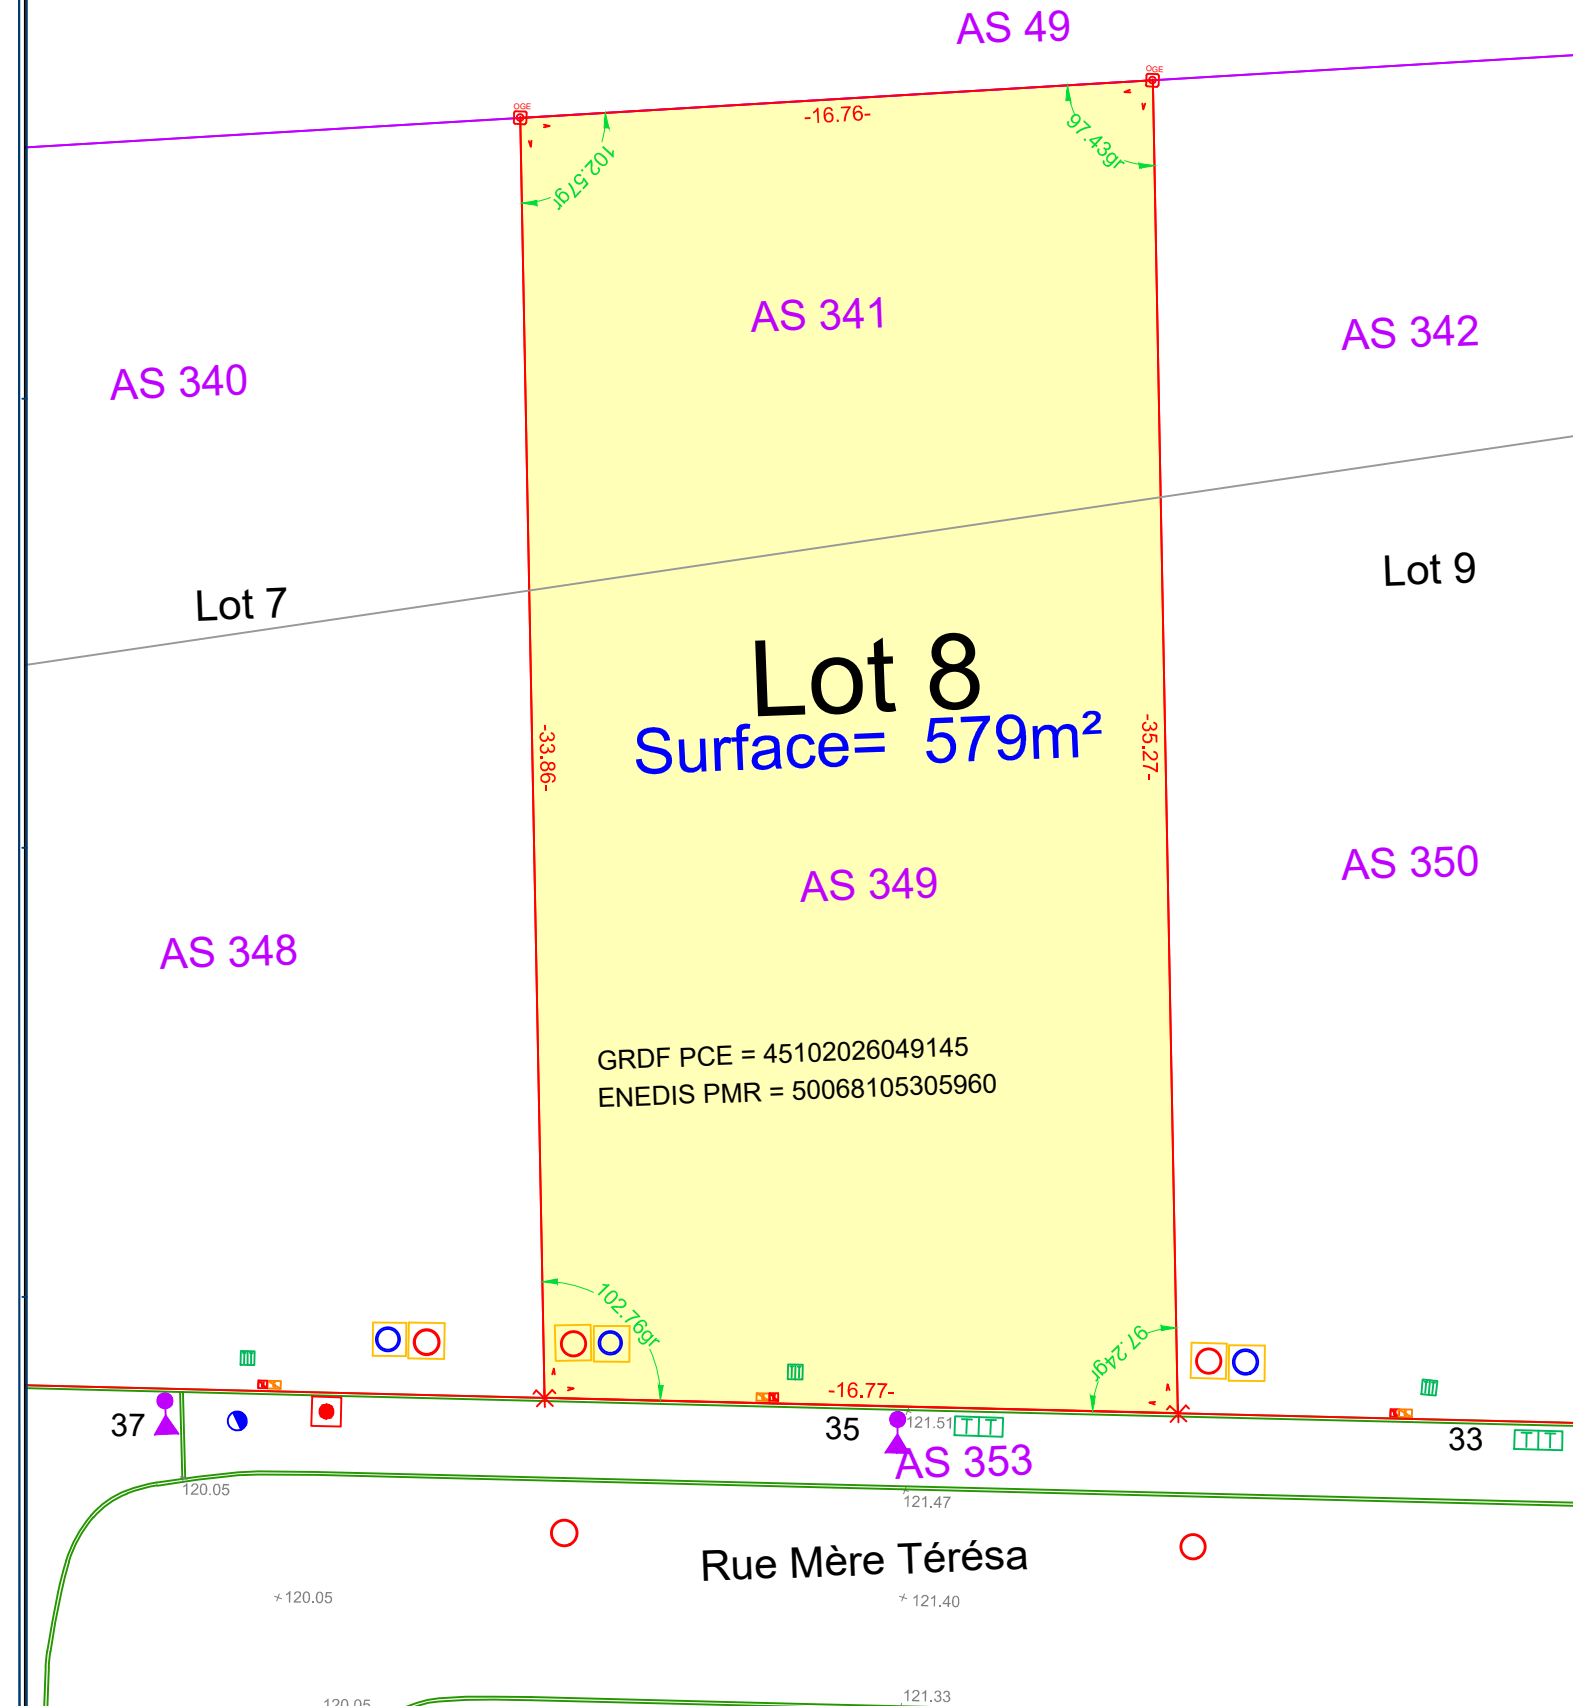 AS 49
OGE
OGE
-16.76-
102.57gr
97.43gr
AS 341
AS 342
AS 340
Lot 7
Lot 9
Lot 8
Surface= 579m²
-33.86-
-35.27-
AS 349
AS 350
AS 348
GRDF PCE = 45102026049145
ENEDIS PMR = 50068105305960
102.76gr
97.24gr
-16.77-
37
35
121.51
T T
33
T T
AS 353
120.05
121.47
Rue Mère Térésa
120.05
121.40
120.05
121.33